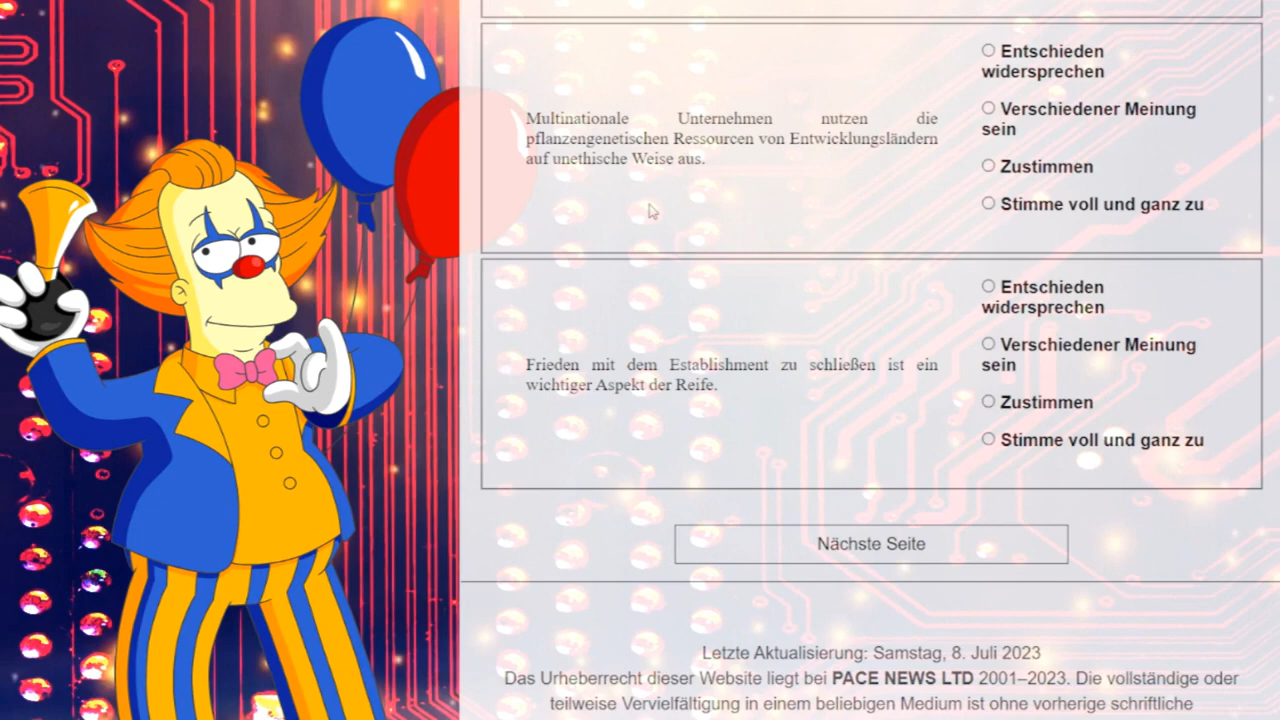 Multinationale Unternehmen nutzen die
pflanzengenetischen Ressourcen von Entwicklungsländern
auf unethische Weise aus.
Entschieden
widersprechen
Verschiedener Meinung
sein
Zustimmen
Stimme voll und ganz zu
Frieden mit dem Establishment zu schließen ist ein
wichtiger Aspekt der Reife.
Entschieden
widersprechen
Verschiedener Meinung
sein
Zustimmen
Stimme voll und ganz zu
Nächste Seite
Letzte Aktualisierung: Samstag, 8. Juli 2023
Das Urheberrecht dieser Website liegt bei PACE NEWS LTD 2001–2023. Die vollständige oder
teilweise Vervielfältigung in einem beliebigen Medium ist ohne vorherige schriftliche